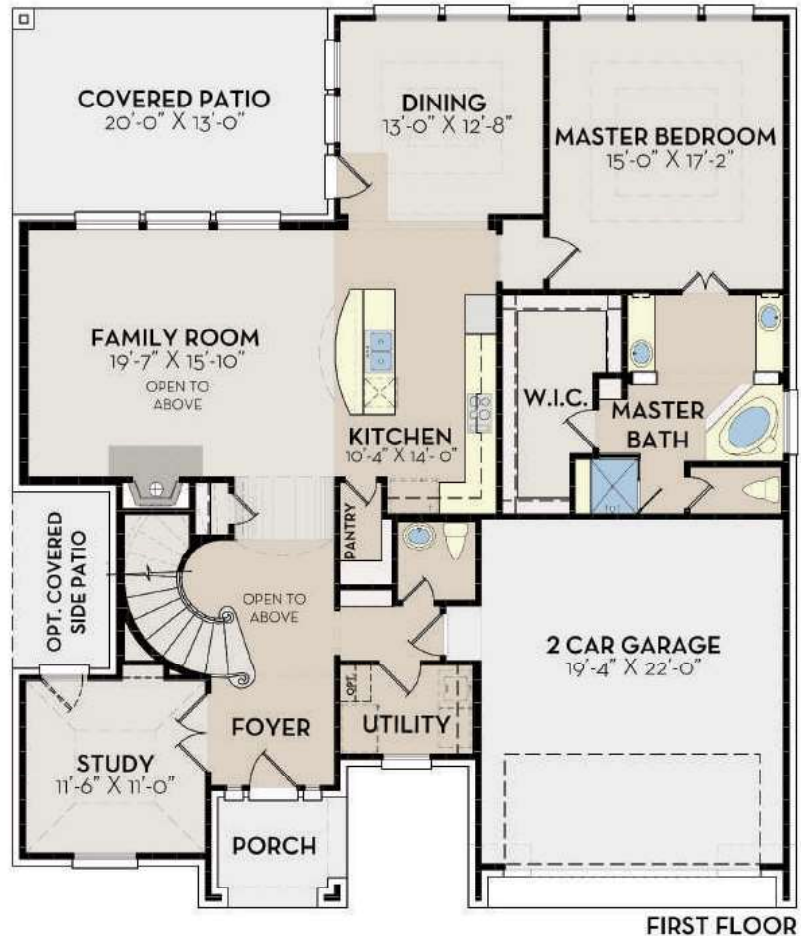 COVERED PATIO
20'-0" X 13'-0"
DINING
13'-0" X 12'-8"
MASTER BEDROOM
15'-0" X 17'-2"
FAMILY ROOM
19'-7" X 15'-10"
OPEN TO
ABOVE
KITCHEN
10'-4" X 14'-0"
W.I.C.
MASTER
BATH
PANTRY
OPT. COVERED
SIDE PATIO
OPEN TO
ABOVE
2 CAR GARAGE
19'-4" X 22'-0"
OPT.
UTILITY
FOYER
STUDY
11'-6" X 11'-0"
PORCH
FIRST FLOOR